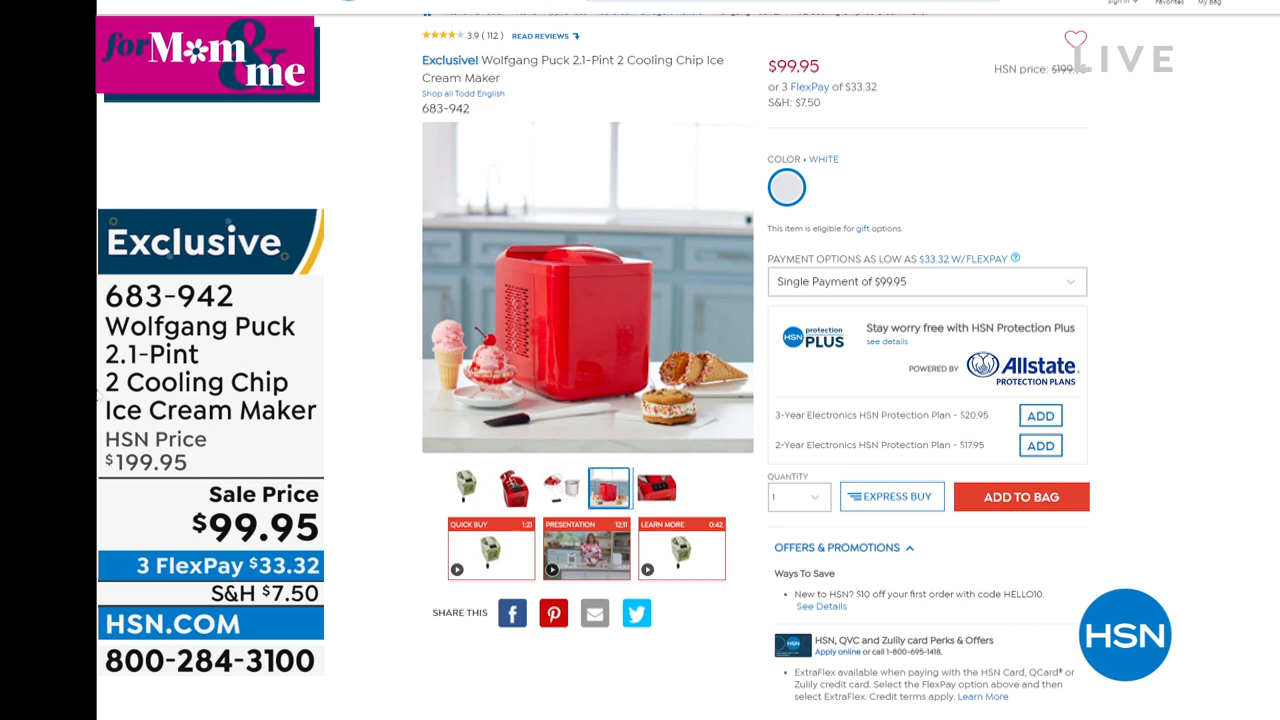 for Mom
& me
Exclusive
683-942
Wolfgang Puck
2.1-Pint
2 Cooling Chip
Ice Cream Maker
HSN Price
$199.95
Sale Price
$99.95
3 FlexPay $33.32
S&H $7.50
HSN.COM
800-284-3100
Sign In
Favorites
My Bag
3.9 (112) READ REVIEWS
Exclusive! Wolfgang Puck 2.1-Pint 2 Cooling Chip Ice
Cream Maker
Shop all Todd English
683-942
QUICK BUY 1:21
PRESENTATION 12:11
LEARN MORE 0:42
SHARE THIS
$99.95
HSN price: $199.95
LIVE
or 3 FlexPay of $33.32
S&H: $7.50
COLOR • WHITE
This item is eligible for gift options.
PAYMENT OPTIONS AS LOW AS $33.32 W/FLEXPAY ?
Single Payment of $99.95
HSN protection PLUS
Stay worry free with HSN Protection Plus
see details
POWERED BY Allstate
PROTECTION PLANS
3-Year Electronics HSN Protection Plan - $20.95 ADD
2-Year Electronics HSN Protection Plan - $17.95 ADD
QUANTITY
1
EXPRESS BUY
ADD TO BAG
OFFERS & PROMOTIONS
Ways To Save
• New to HSN? $10 off your first order with code HELLO10.
See Details
HSN, QVC and Zulily card Perks & Offers
Apply online or call 1-800-695-1418.
• ExtraFlex available when paying with the HSN Card, QCard® or
Zulily credit card. Select the FlexPay option above and then
select ExtraFlex. Credit terms apply. Learn More
HSN